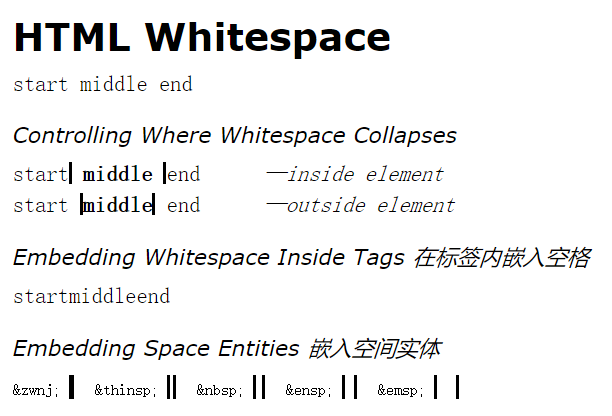 HTML Whitespace
start middle end
Controlling Where Whitespace Collapses
start middle end —inside element
start middle end —outside element
Embedding Whitespace Inside Tags 在标签内嵌入空格
startmiddleend
Embedding Space Entities 嵌入空间实体
&zwnj; &thinsp; &nbsp; &ensp; &emsp;